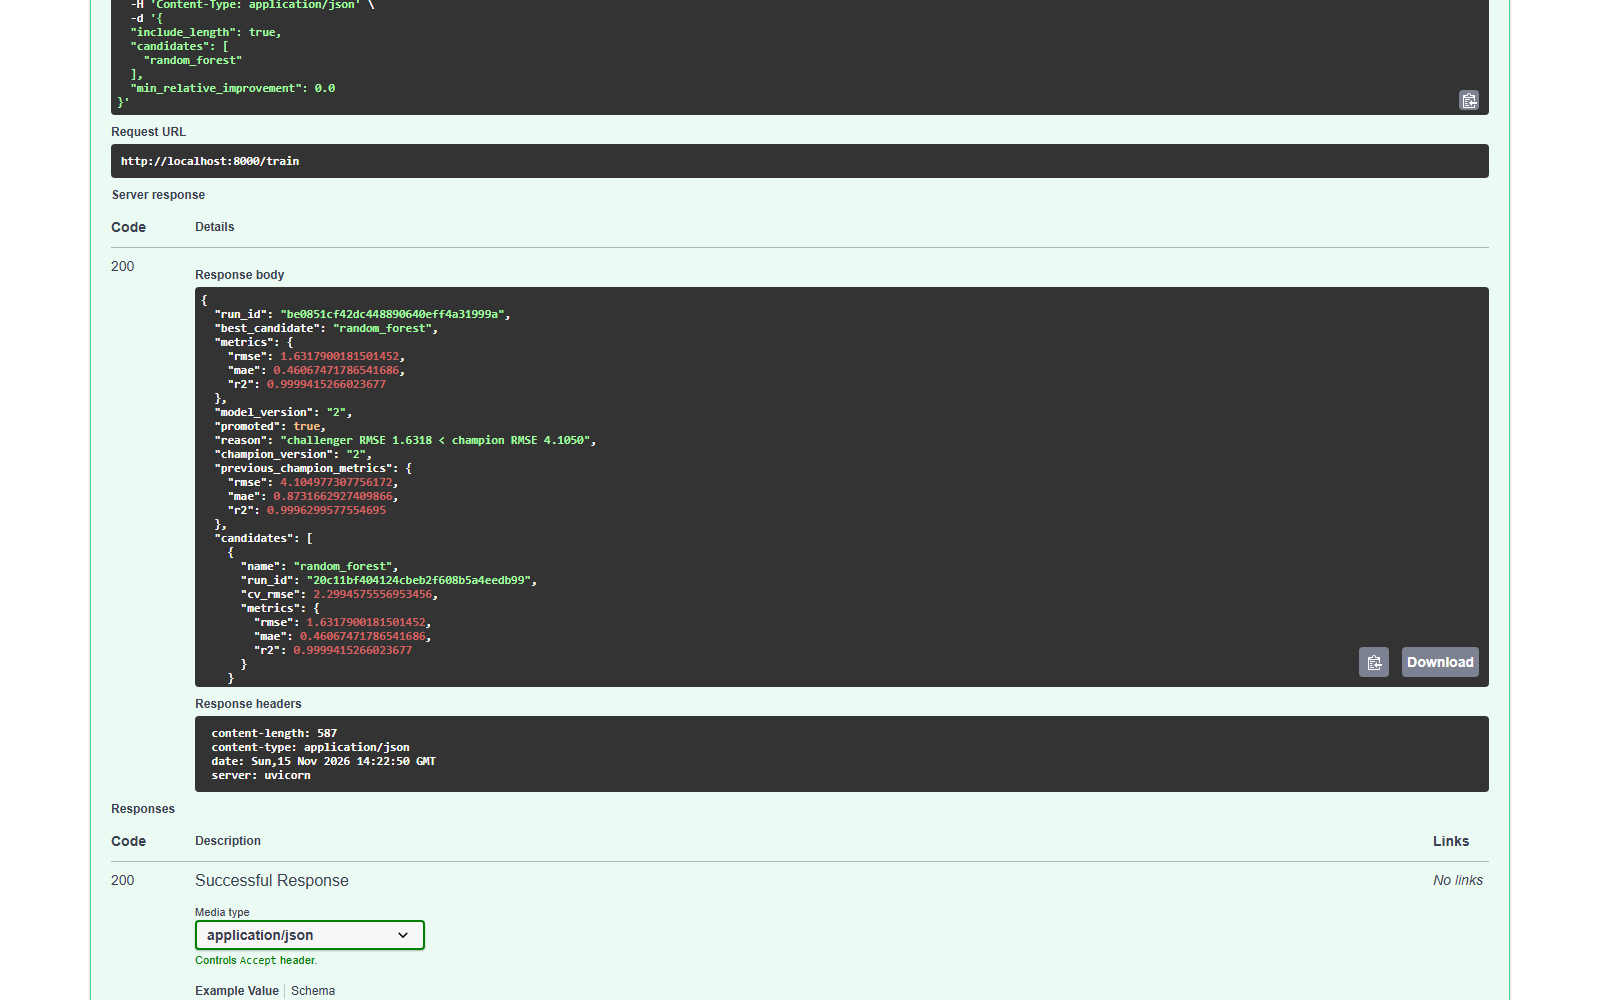 -H 'Content-Type: application/json' \
-d '{
"include_length": true,
"candidates": [
"random_forest"
],
"min_relative_improvement": 0.0
}'
Request URL
http://localhost:8000/train
Server response
Code Details
200
Response body
{
"run_id": "be0851cf42dc448890640eff4a31999a",
"best_candidate": "random_forest",
"metrics": {
"rmse": 1.6317900181501452,
"mae": 0.46067471786541686,
"r2": 0.9999415266023677
},
"model_version": "2",
"promoted": true,
"reason": "challenger RMSE 1.6318 < champion RMSE 4.1050",
"champion_version": "2",
"previous_champion_metrics": {
"rmse": 4.104977307756172,
"mae": 0.8731662927409866,
"r2": 0.9996299577554695
},
"candidates": [
{
"name": "random_forest",
"run_id": "20c11bf404124cbeb2f608b5a4eedb99",
"cv_rmse": 2.2994575556953456,
"metrics": {
"rmse": 1.6317900181501452,
"mae": 0.46067471786541686,
"r2": 0.9999415266023677
}
}
Download
Response headers
content-length: 587
content-type: application/json
date: Sun,15 Nov 2026 14:22:50 GMT
server: uvicorn
Responses
Code Description Links
200 Successful Response No links
Media type
application/json
Controls Accept header.
Example Value Schema